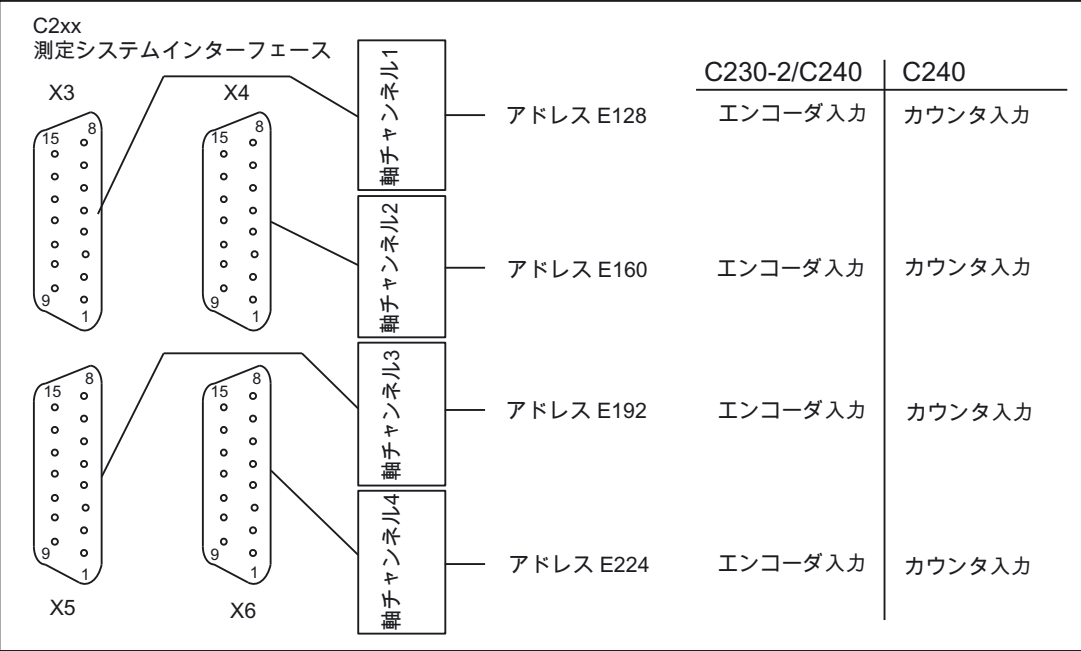 C2xx
測定システムインターフェース
C230-2/C240
C240
X3
X4
15
8
9
1
15
8
9
1
軸チャンネル1
アドレス E128
エンコーダ入力
カウンタ入力
軸チャンネル2
アドレス E160
エンコーダ入力
カウンタ入力
15
8
9
1
15
8
9
1
X5
X6
軸チャンネル3
アドレス E192
エンコーダ入力
カウンタ入力
軸チャンネル4
アドレス E224
エンコーダ入力
カウンタ入力